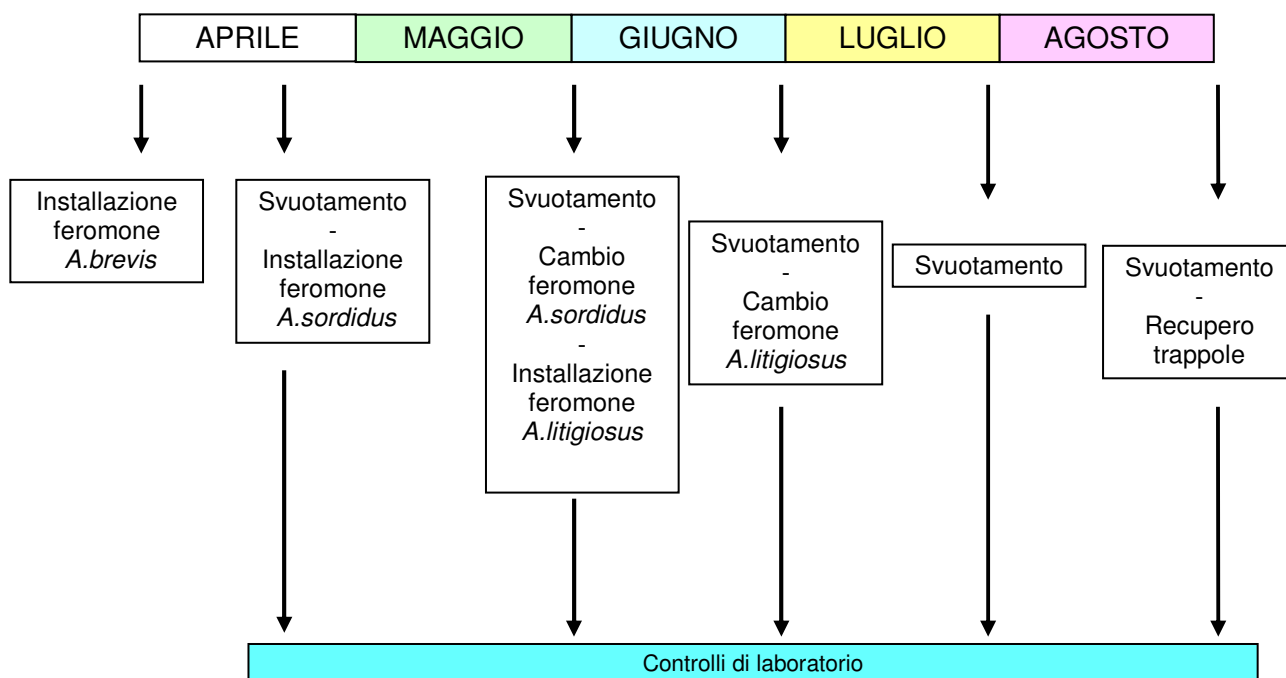 APRILE
MAGGIO
GIUGNO
LUGLIO
AGOSTO
Installazione
feromone
A.brevis
Svuotamento
-
Installazione
feromone
A.sordidus
Svuotamento
-
Cambio
feromone
A.sordidus
-
Installazione
feromone
A.litigiosus
Svuotamento
-
Cambio
feromone
A.litigiosus
Svuotamento
Svuotamento
-
Recupero
trappole
Controlli di laboratorio